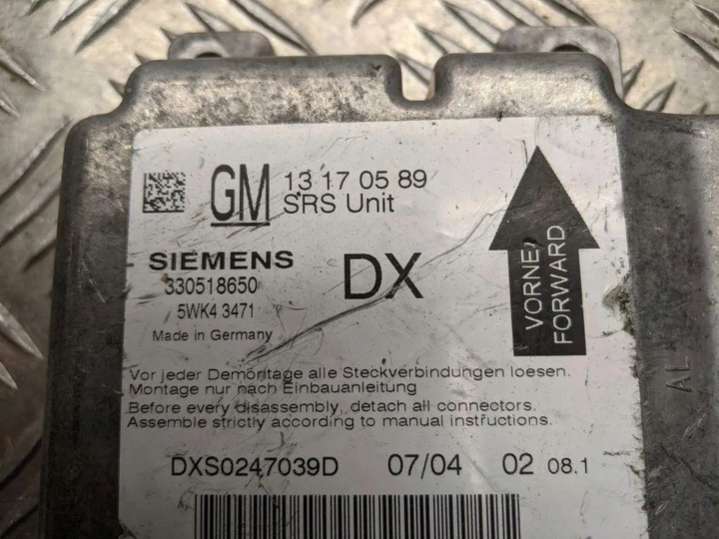 GM 13 17 05 89
SRS Unit
SIEMENS
330518650
5WK4 3471
Made in Germany
DX
VORNE/
FORWARD
Vor jeder Demontage alle Steckverbindungen loesen.
Montage nur nach Einbauanleitung
Before every disassembly, detach all connectors.
Assemble strictly according to manual instructions.
DXS0247039D 07/04 02 08.1
AL